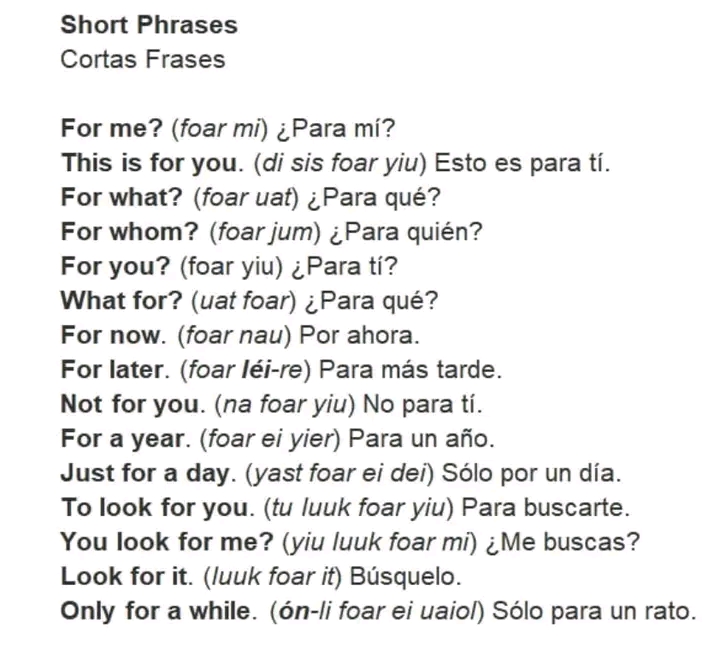 Short Phrases
Cortas Frases
For me? (foar mi) ¿Para mí?
This is for you. (di sis foar yiu) Esto es para tí.
For what? (foar uat) ¿Para qué?
For whom? (foar jum) ¿Para quién?
For you? (foar yiu) ¿Para tí?
What for? (uat foar) ¿Para qué?
For now. (foar nau) Por ahora.
For later. (foar léi-re) Para más tarde.
Not for you. (na foar yiu) No para tí.
For a year. (foar ei yier) Para un año.
Just for a day. (yast foar ei dei) Sólo por un día.
To look for you. (tu luuk foar yiu) Para buscarte.
You look for me? (yiu luuk foar mi) ¿Me buscas?
Look for it. (luuk foar it) Búsquelo.
Only for a while. (ón-li foar ei uaiol) Sólo para un rato.